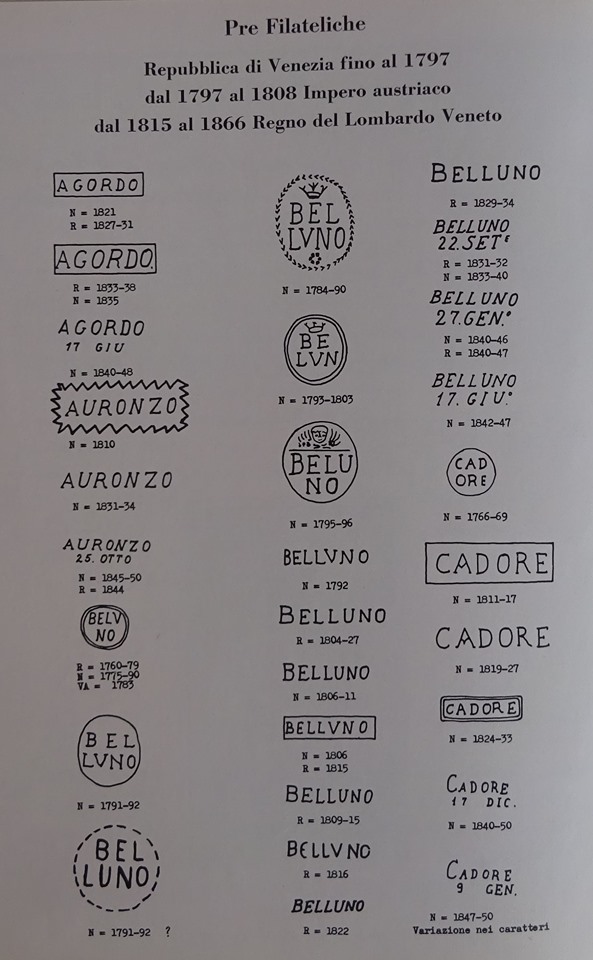 Pre Filateliche
Repubblica di Venezia fino al 1797
dal 1797 al 1808 Impero austriaco
dal 1815 al 1866 Regno del Lombardo Veneto
AGORDO
N = 1821
R = 1827-31
AGORDO.
R = 1833-38
N = 1835
AGORDO
17 GIU
N = 1840-48
AURONZO
N = 1810
AURONZO
N = 1831-34
AURONZO
25. OTTO
N = 1845-50
R = 1844
BELV
NO
R = 1760-79
N = 1775-90
VA = 1783
BEL
LVNO
N = 1791-92
BEL
LUNO
N = 1791-92 ?
BEL
LVNO
N = 1784-90
BE
LVN
N = 1793-1803
BELU
NO
N = 1795-96
BELLVNO
N = 1792
BELLUNO
R = 1804-27
BELLUNO
N = 1806-11
BELLVNO
N = 1806
R = 1815
BELLUNO
R = 1809-15
BELLVNO
R = 1816
BELLUNO
R = 1822
BELLUNO
R = 1829-34
BELLUNO
22. SETᴱ
R = 1831-32
N = 1833-40
BELLUNO
27. GEN.º
N = 1840-46
R = 1840-47
BELLUNO
17. GIU.º
N = 1842-47
CAD
ORE
N = 1766-69
CADORE
N = 1811-17
CADORE
N = 1819-27
CADORE
N = 1824-33
CADORE
17 DIC.
N = 1840-50
CADORE
9 GEN.
N = 1847-50
Variazione nei caratteri